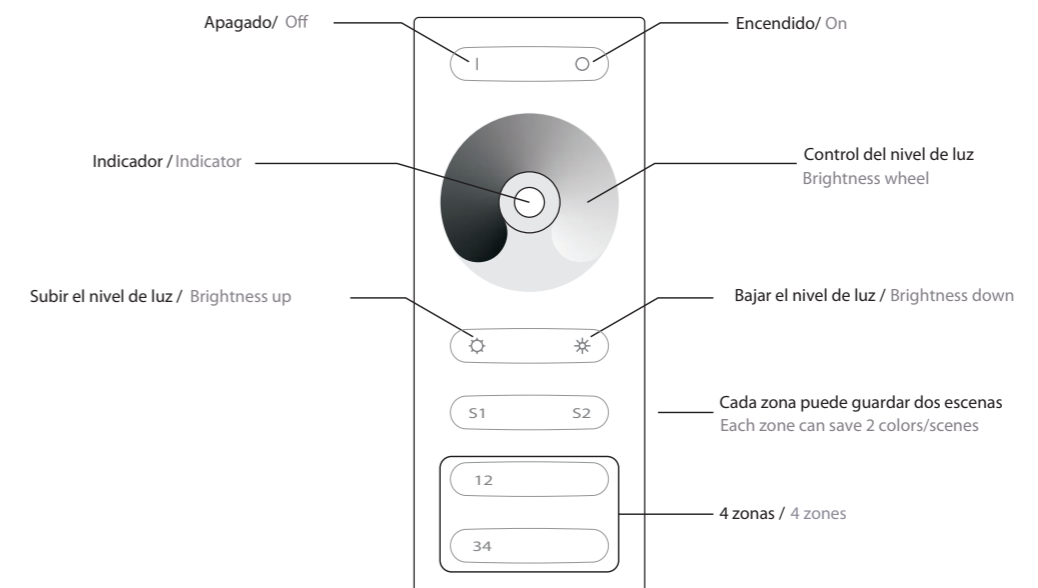 Apagado/ Off
Encendido/ On
I O
Indicador / Indicator
Control del nivel de luz
Brightness wheel
Subir el nivel de luz / Brightness up
Bajar el nivel de luz / Brightness down
S1 S2
Cada zona puede guardar dos escenas
Each zone can save 2 colors/scenes
12
4 zonas / 4 zones
34